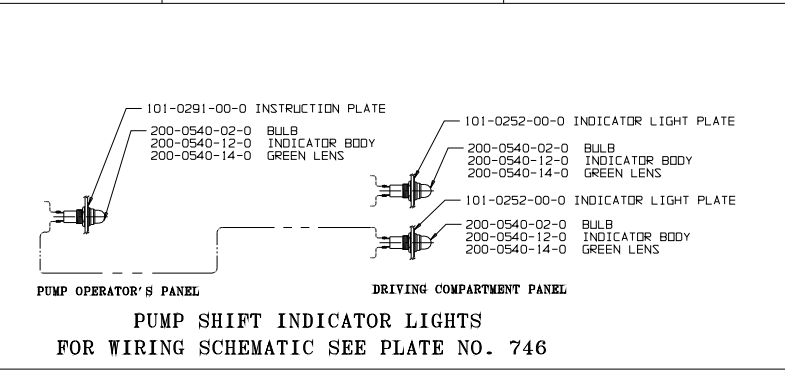 101-0291-00-0 INSTRUCTION PLATE
200-0540-02-0 BULB
200-0540-12-0 INDICATOR BODY
200-0540-14-0 GREEN LENS
101-0252-00-0 INDICATOR LIGHT PLATE
200-0540-02-0 BULB
200-0540-12-0 INDICATOR BODY
200-0540-14-0 GREEN LENS
101-0252-00-0 INDICATOR LIGHT PLATE
200-0540-02-0 BULB
200-0540-12-0 INDICATOR BODY
200-0540-14-0 GREEN LENS
PUMP OPERATOR'S PANEL
DRIVING COMPARTMENT PANEL
PUMP SHIFT INDICATOR LIGHTS
FOR WIRING SCHEMATIC SEE PLATE NO. 746